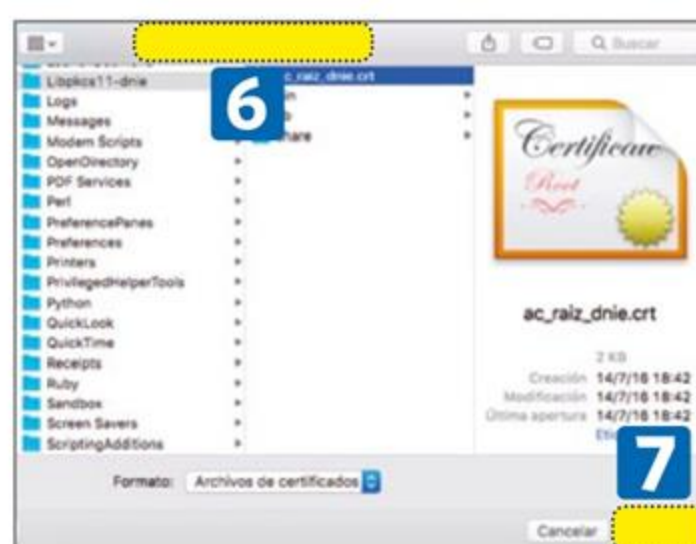 Buscar
6
Libpkcs11-dnie
Logs
Messages
Modem Scripts
OpenDirectory
PDF Services
Perl
PreferencePanes
Preferences
Printers
PrivilegedHelperTools
Python
QuickLook
QuickTime
Receipts
Ruby
Sandbox
Screen Savers
ScriptingAdditions
c_raiz_dnie.crt
hare
Certificate
Root
ac_raiz_dnie.crt
2 KB
Creación 14/7/16 18:42
Modificación 14/7/16 18:42
Última apertura 14/7/16 18:42
7
Formato: Archivos de certificados
Cancelar